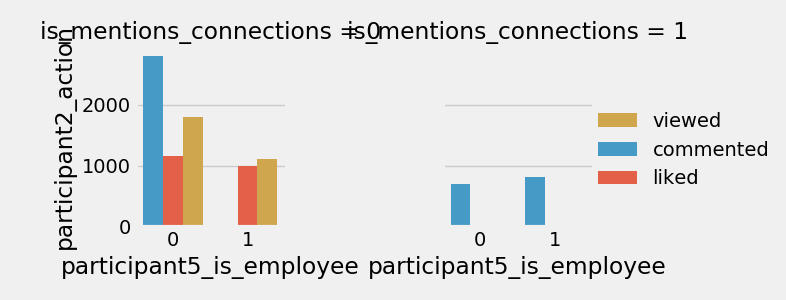 is_mentions_connections = 0
is_mentions_connections = 1
participant2_action
2000
1000
0
0
1
0
1
participant5_is_employee
participant5_is_employee
viewed
commented
liked